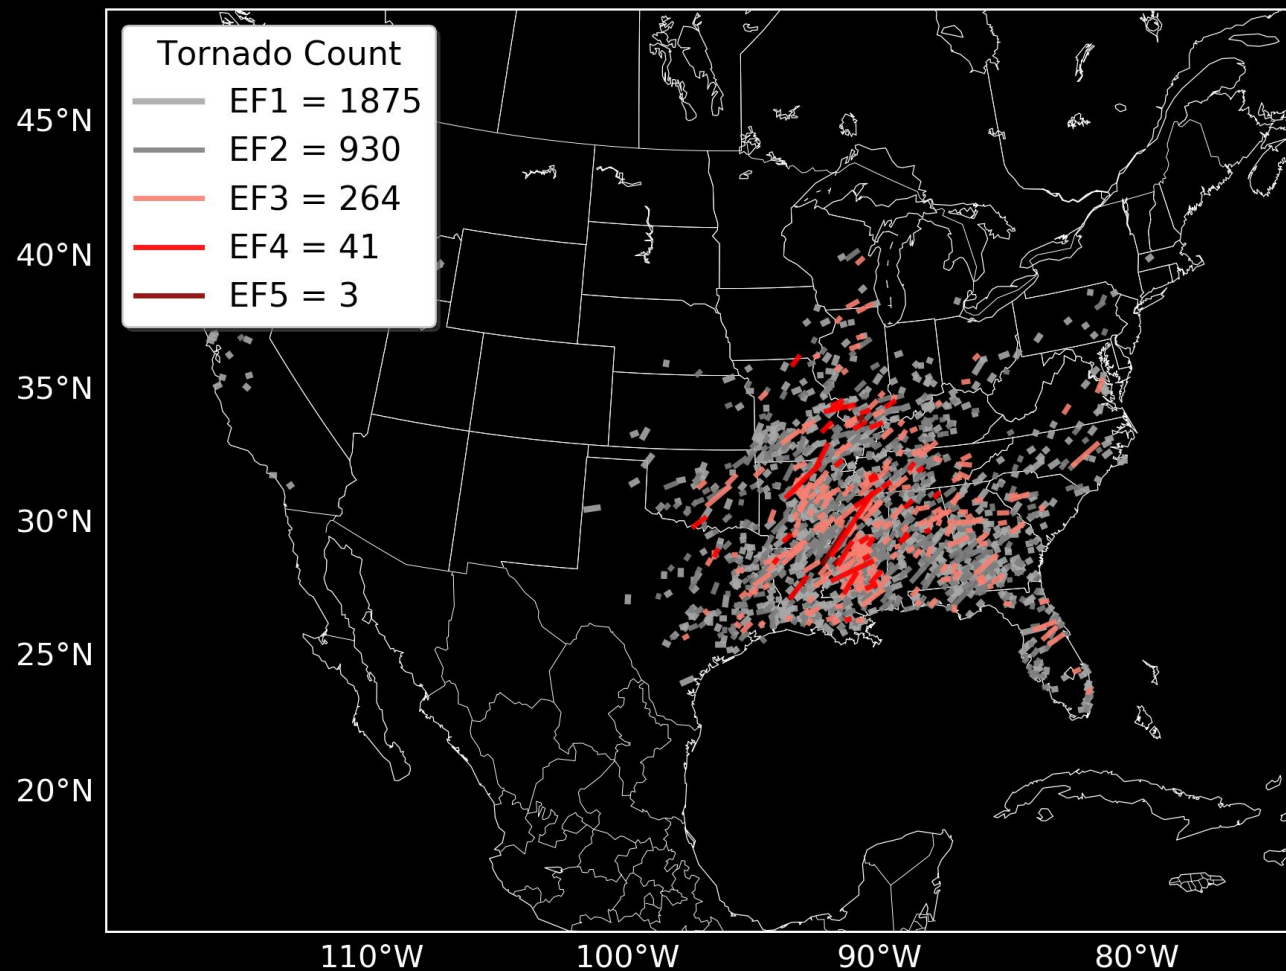 Tornado Count
EF1 = 1875
EF2 = 930
EF3 = 264
EF4 = 41
EF5 = 3
45°N
40°N
35°N
30°N
25°N
20°N
110°W 100°W 90°W 80°W